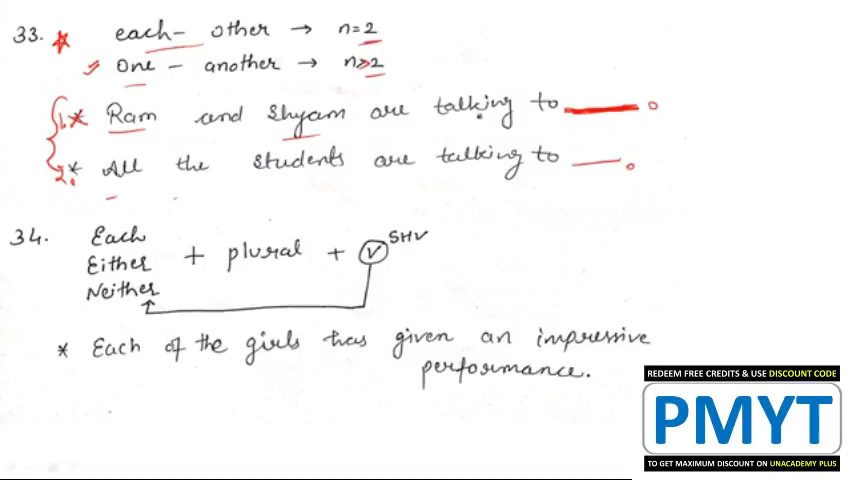 33. * each- other → n=2
✓ One - another → n>2
1. * Ram and Shyam are talking to ______.
2. * All the students are talking to ___.
34. Each
Either + plural + V SHV
Neither
* Each of the girls has given an impressive
performance.
REDEEM FREE CREDITS & USE DISCOUNT CODE
PMYT
TO GET MAXIMUM DISCOUNT ON UNACADEMY PLUS